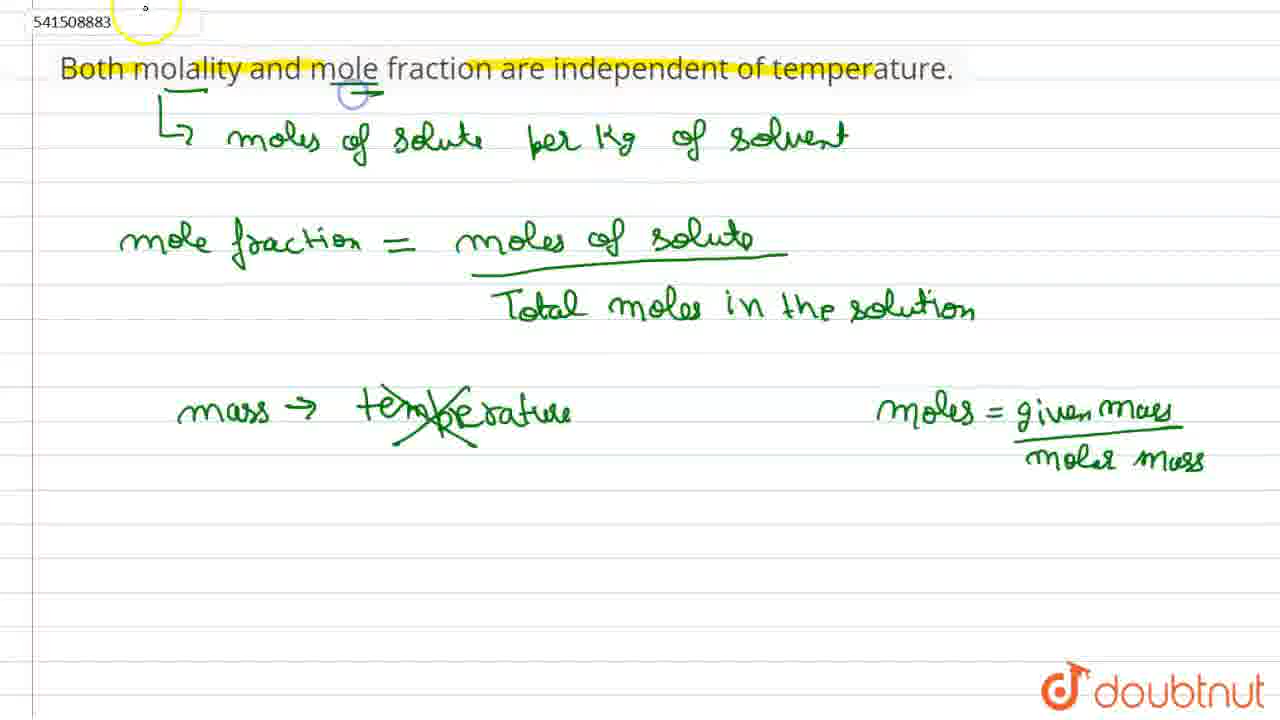 541508883
Both molality and mole fraction are independent of temperature.
moles of solute per Kg of solvent
mole fraction = moles of solute
Total moles in the solution
mass → temperature
moles = given mass
molar mass
doubtnut